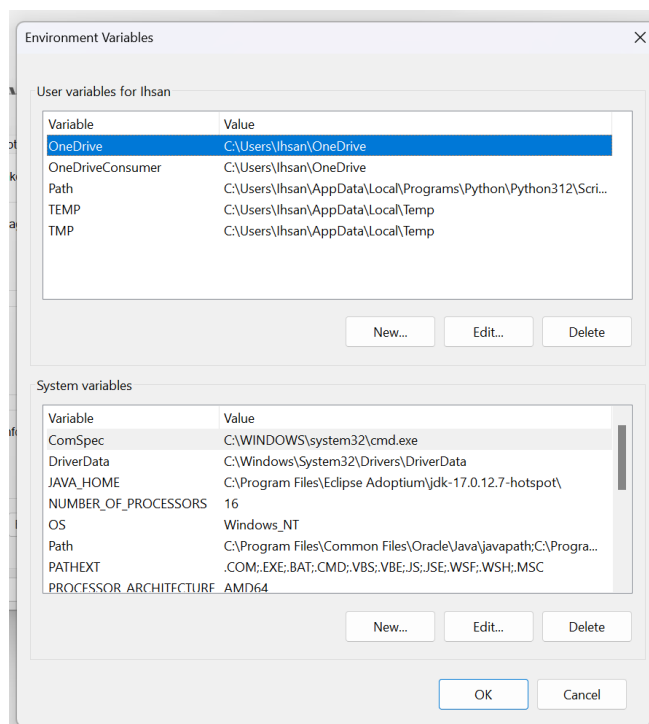 Environment Variables
User variables for Ihsan
Variable Value
OneDrive C:\Users\Ihsan\OneDrive
OneDriveConsumer C:\Users\Ihsan\OneDrive
Path C:\Users\Ihsan\AppData\Local\Programs\Python\Python312\Scri...
TEMP C:\Users\Ihsan\AppData\Local\Temp
TMP C:\Users\Ihsan\AppData\Local\Temp
New... Edit... Delete
System variables
Variable Value
ComSpec C:\WINDOWS\system32\cmd.exe
DriverData C:\Windows\System32\Drivers\DriverData
JAVA_HOME C:\Program Files\Eclipse Adoptium\jdk-17.0.12.7-hotspot\
NUMBER_OF_PROCESSORS 16
OS Windows_NT
Path C:\Program Files\Common Files\Oracle\Java\javapath;C:\Progra...
PATHEXT .COM;.EXE;.BAT;.CMD;.VBS;.VBE;.JS;.JSE;.WSF;.WSH;.MSC
PROCESSOR_ARCHITECTURE AMD64
New... Edit... Delete
OK Cancel